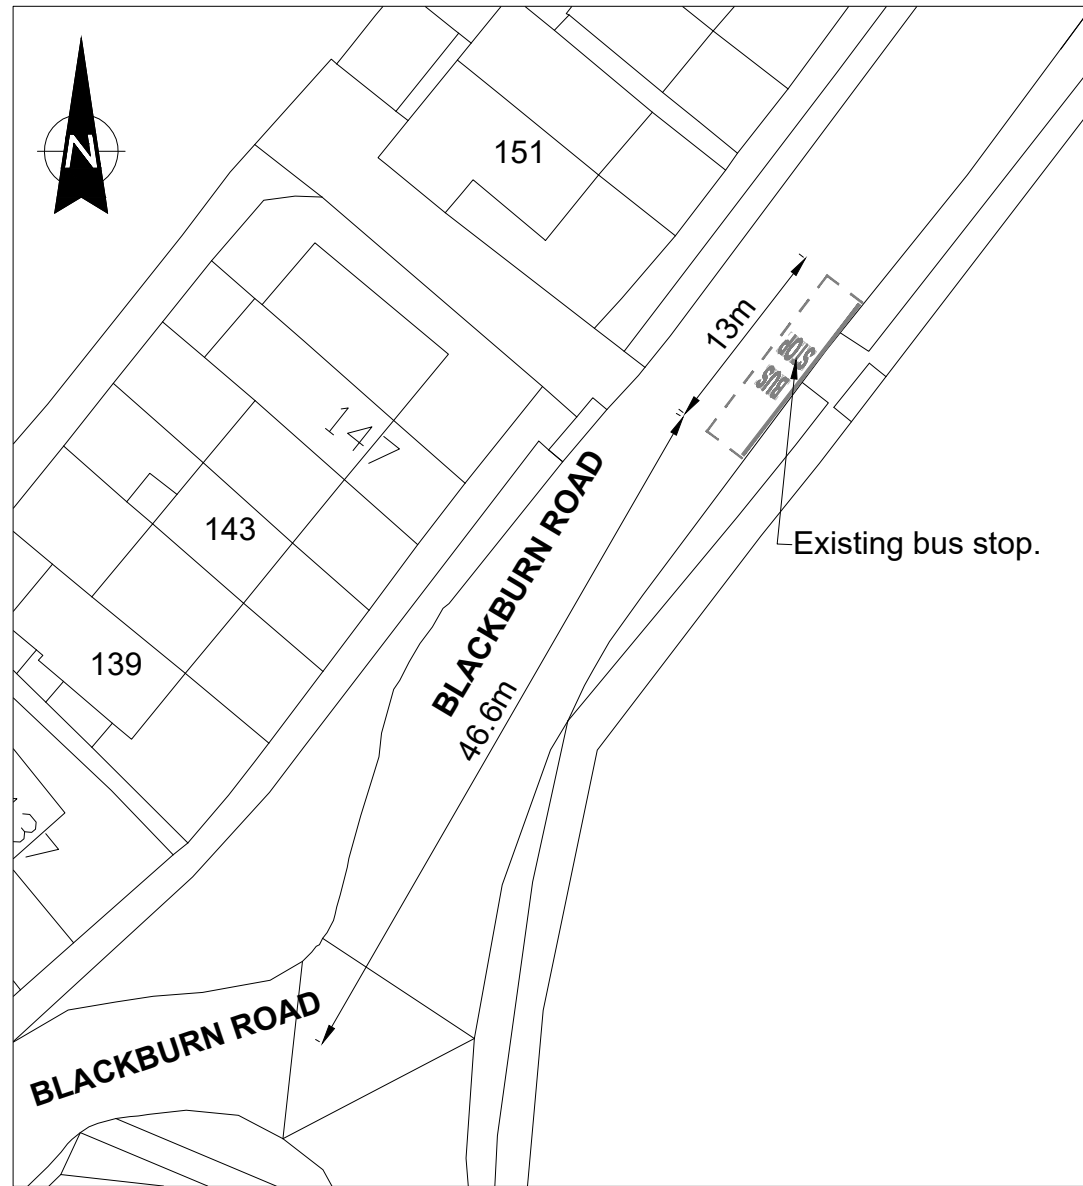 N
151
13m
BUS
STOP
147
BLACKBURN ROAD
143
Existing bus stop.
139
46.6m
BLACKBURN ROAD